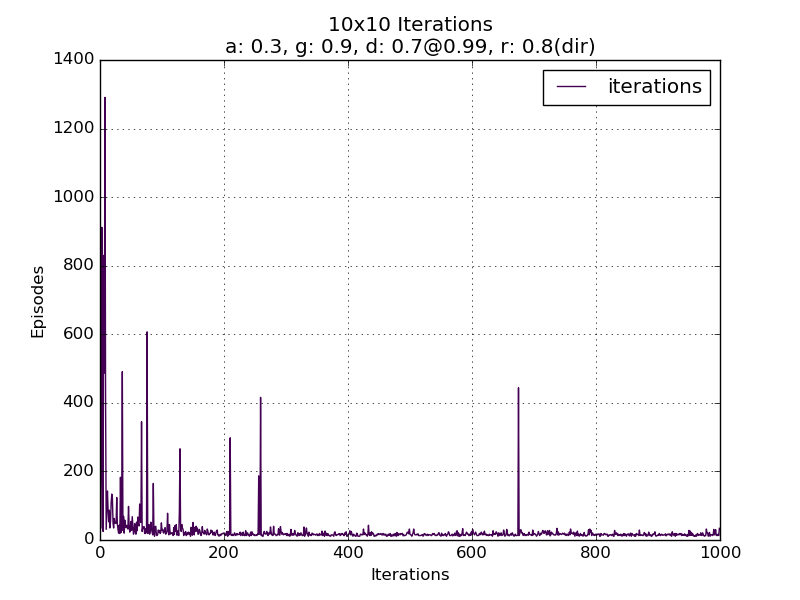 10x10 Iterations
a: 0.3, g: 0.9, d: 0.7@0.99, r: 0.8(dir)
1400
iterations
1200
1000
800
Episodes
600
400
200
0
0 200 400 600 800 1000
Iterations